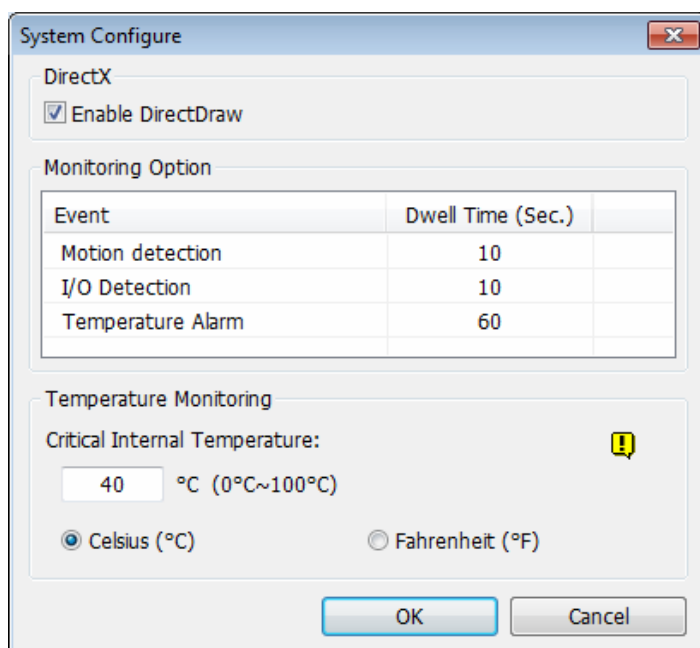 System Configure
DirectX
Enable DirectDraw
Monitoring Option
Event Dwell Time (Sec.)
Motion detection 10
I/O Detection 10
Temperature Alarm 60
Temperature Monitoring
Critical Internal Temperature:
40 °C (0°C~100°C)
Celsius (°C) Fahrenheit (°F)
OK Cancel